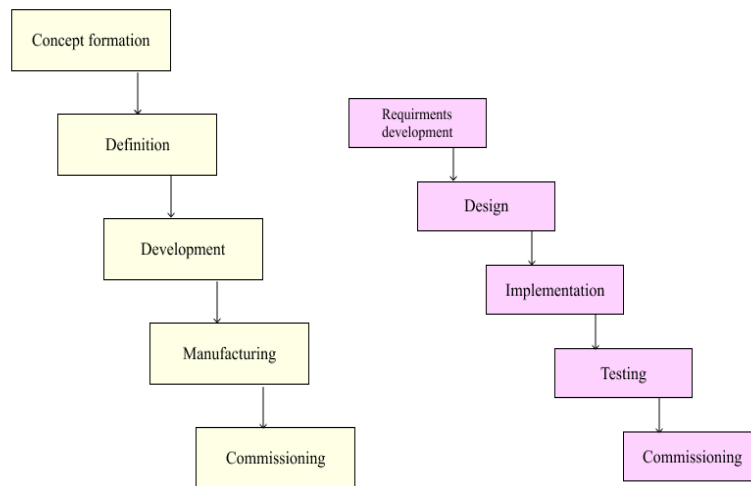 Concept formation
Definition
Development
Manufacturing
Commissioning
Requirments
development
Design
Implementation
Testing
Commissioning